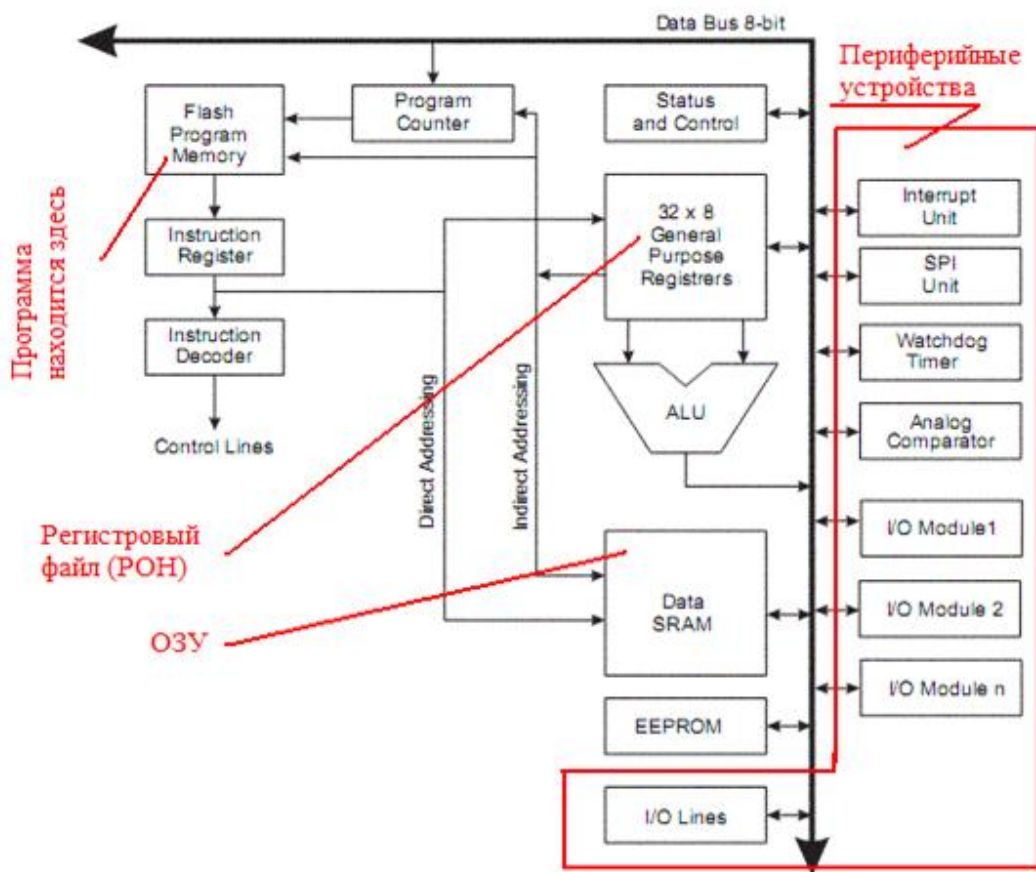 Data Bus 8-bit
Периферийные
устройства
Flash
Program
Memory
Program
Counter
Status
and Control
Программа
находится здесь
Instruction
Register
32 x 8
General
Purpose
Registrers
Interrupt
Unit
SPI
Unit
Instruction
Decoder
Watchdog
Timer
Control Lines
Direct Addressing
Indirect Addressing
ALU
Analog
Comparator
Регистровый
файл (РОН)
I/O Module1
ОЗУ
Data
SRAM
I/O Module 2
I/O Module n
EEPROM
I/O Lines